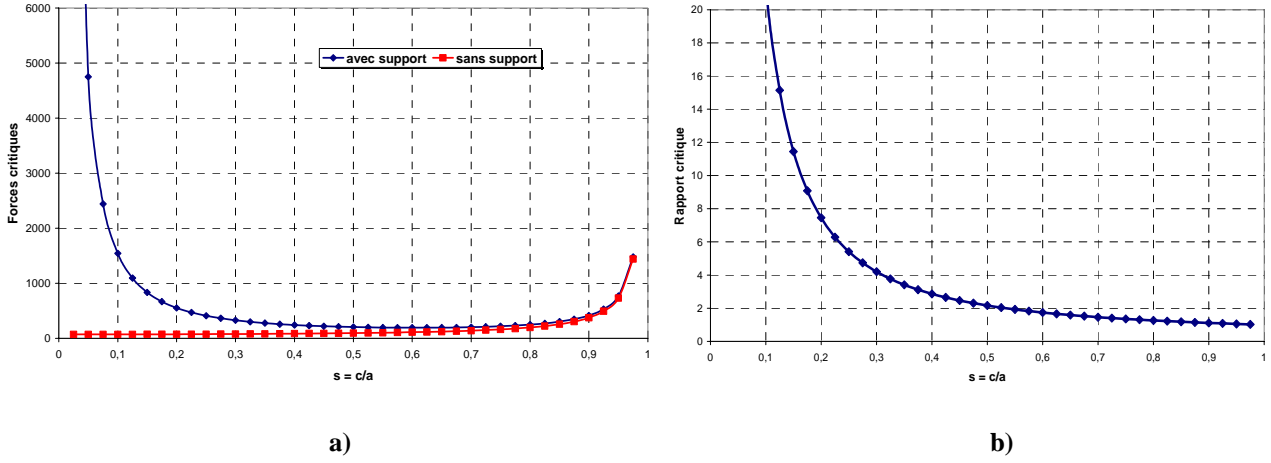 6000
5000
4000
3000
2000
1000
0
Forces critiques
avec support
sans support
0 0,1 0,2 0,3 0,4 0,5 0,6 0,7 0,8 0,9 1
s = c/a
a)
20
18
16
14
12
10
8
6
4
2
0
Rapport critique
0 0,1 0,2 0,3 0,4 0,5 0,6 0,7 0,8 0,9 1
s = c/a
b)